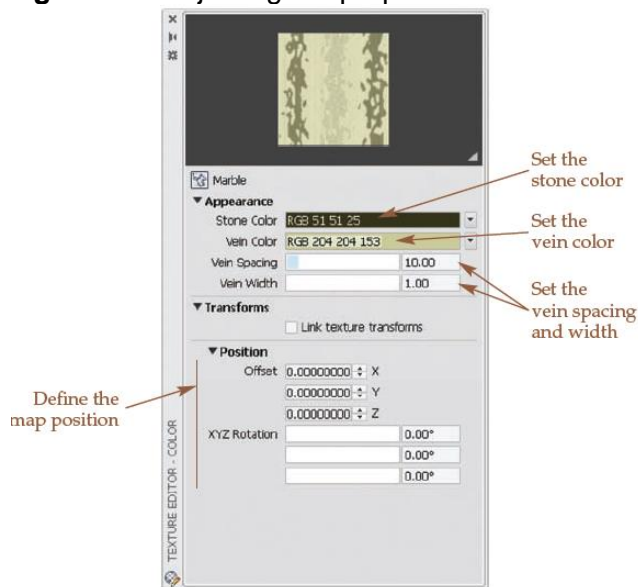 Marble
Appearance
Stone Color RGB 51 51 25
Vein Color RGB 204 204 153
Vein Spacing 10.00
Vein Width 1.00
Transforms
Link texture transforms
Position
Offset 0.00000000 X
0.00000000 Y
0.00000000 Z
XYZ Rotation 0.00°
0.00°
0.00°
TEXTURE EDITOR - COLOR
Set the
stone color
Set the
vein color
Set the
vein spacing
and width
Define the
map position